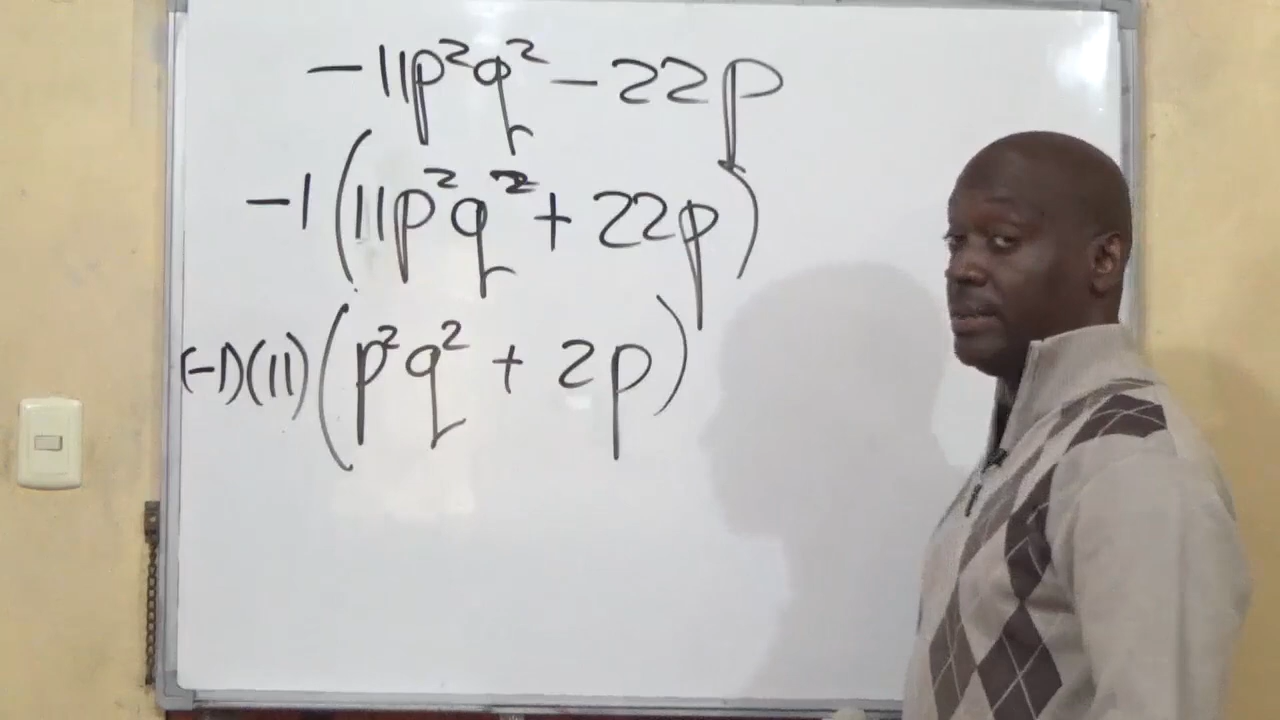 -11p²q² - 22p
-1(11p²q² + 22p)
(-1)(11)(p²q² + 2p)